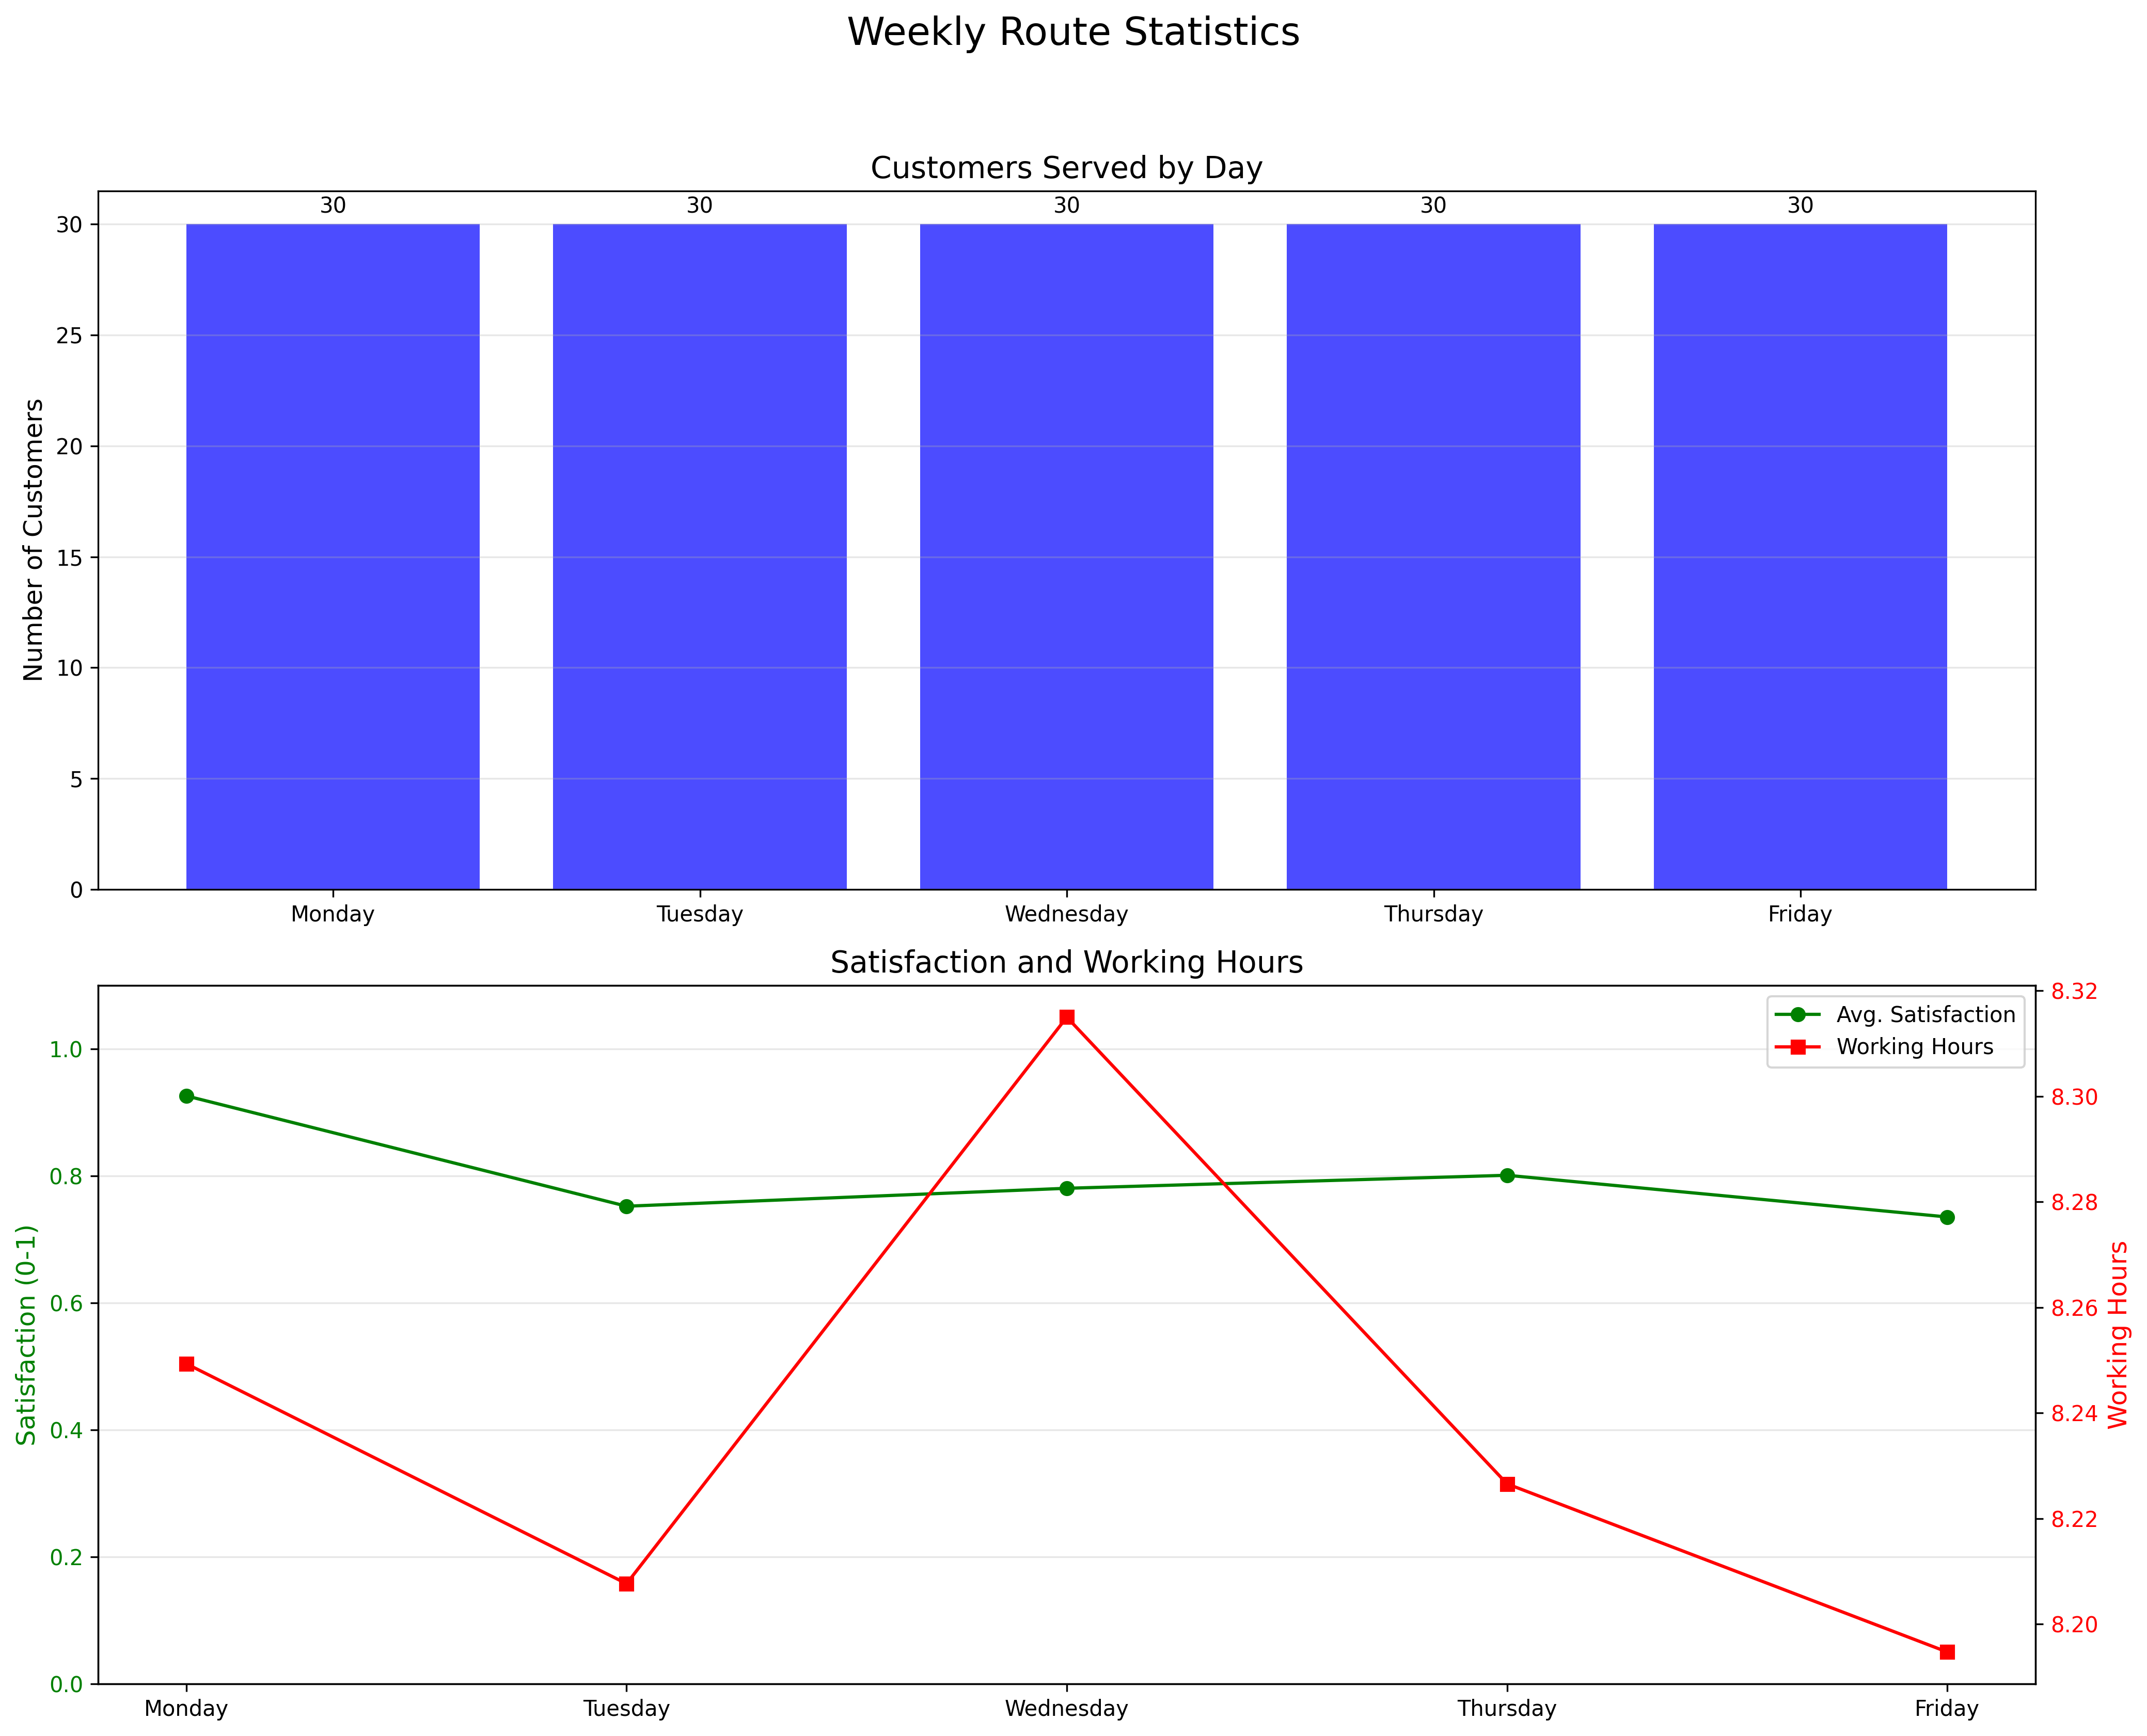 Weekly Route Statistics
Customers Served by Day
30 30 30 30 30
30
25
20
15
10
5
0
Number of Customers
Monday Tuesday Wednesday Thursday Friday
Satisfaction and Working Hours
Avg. Satisfaction
Working Hours
1.0
0.8
0.6
0.4
0.2
0.0
Satisfaction (0-1)
8.32
8.30
8.28
8.26
8.24
8.22
8.20
Working Hours
Monday Tuesday Wednesday Thursday Friday